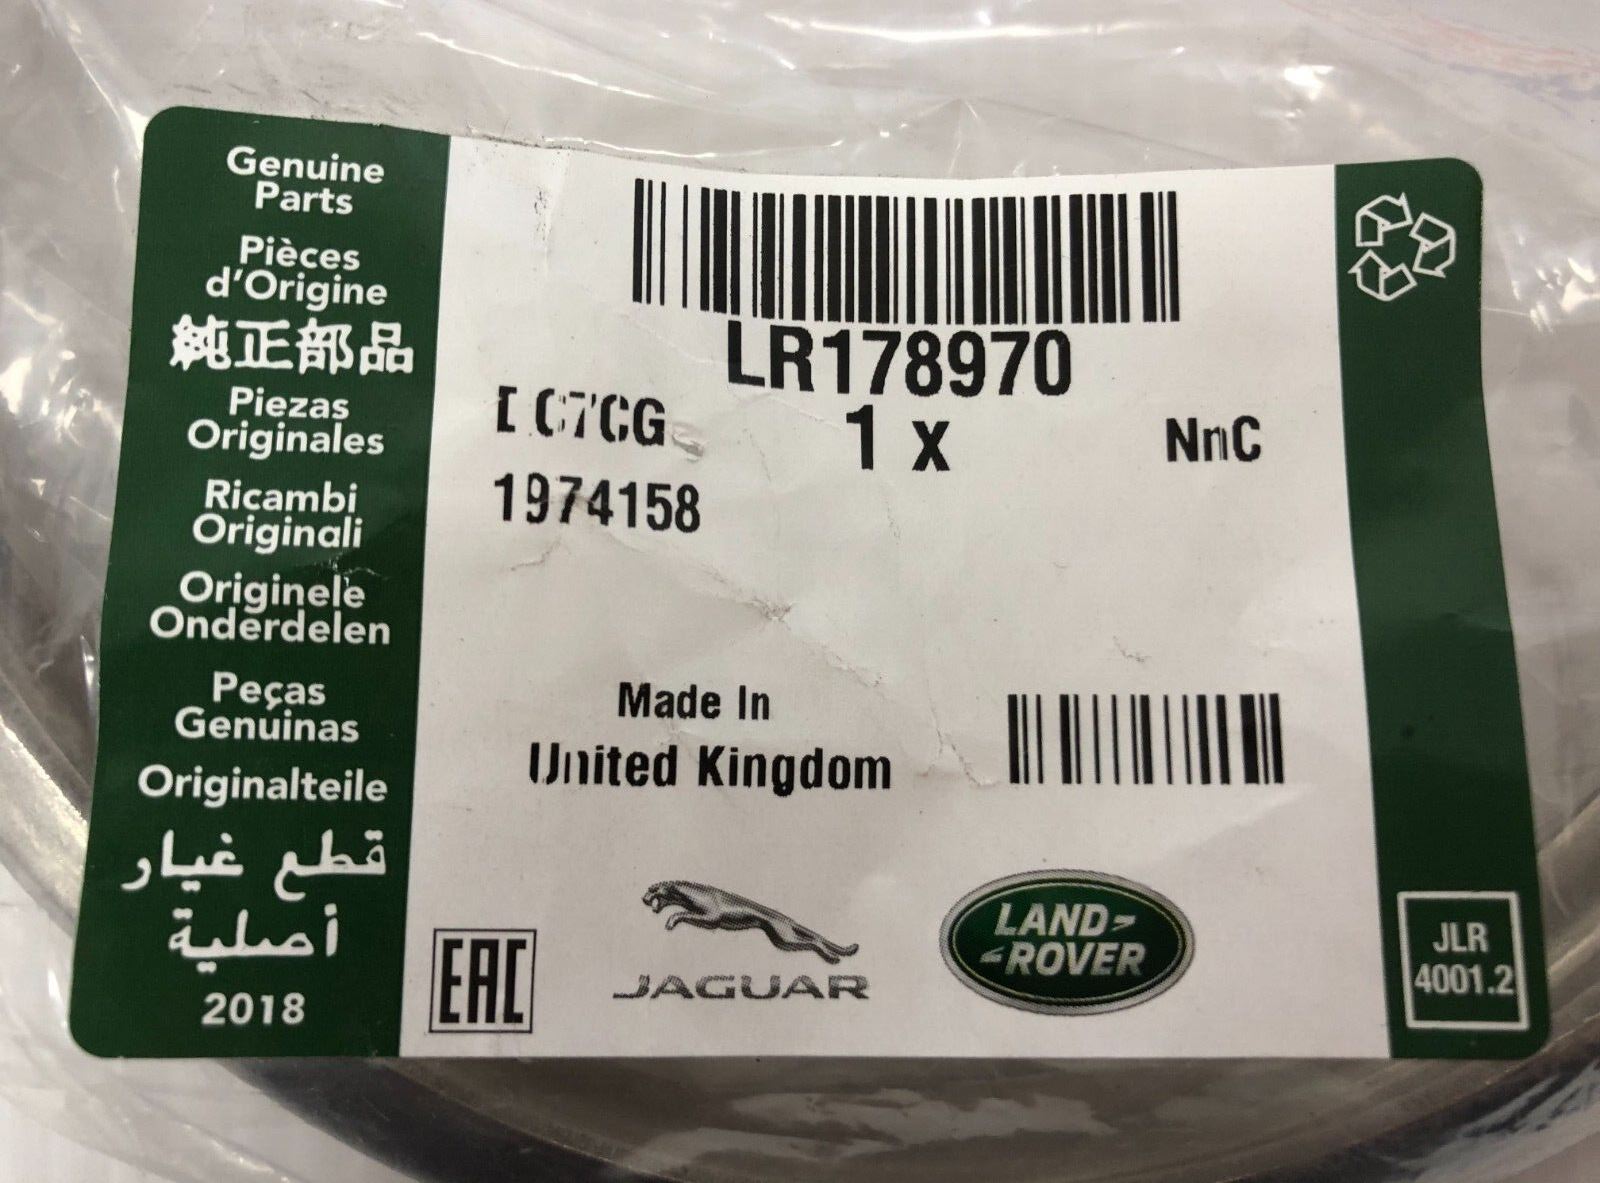 Genuine
Parts
Pièces
d'Origine
純正部品
Piezas
Originales
Ricambi
Originali
Originele
Onderdelen
Peças
Genuinas
Originalteile
قطع غيار
أصلية
2018
LR178970
1 x
NnC
1974158
Made In
United Kingdom
EAC
JAGUAR
LAND-
-ROVER
JLR
4001.2